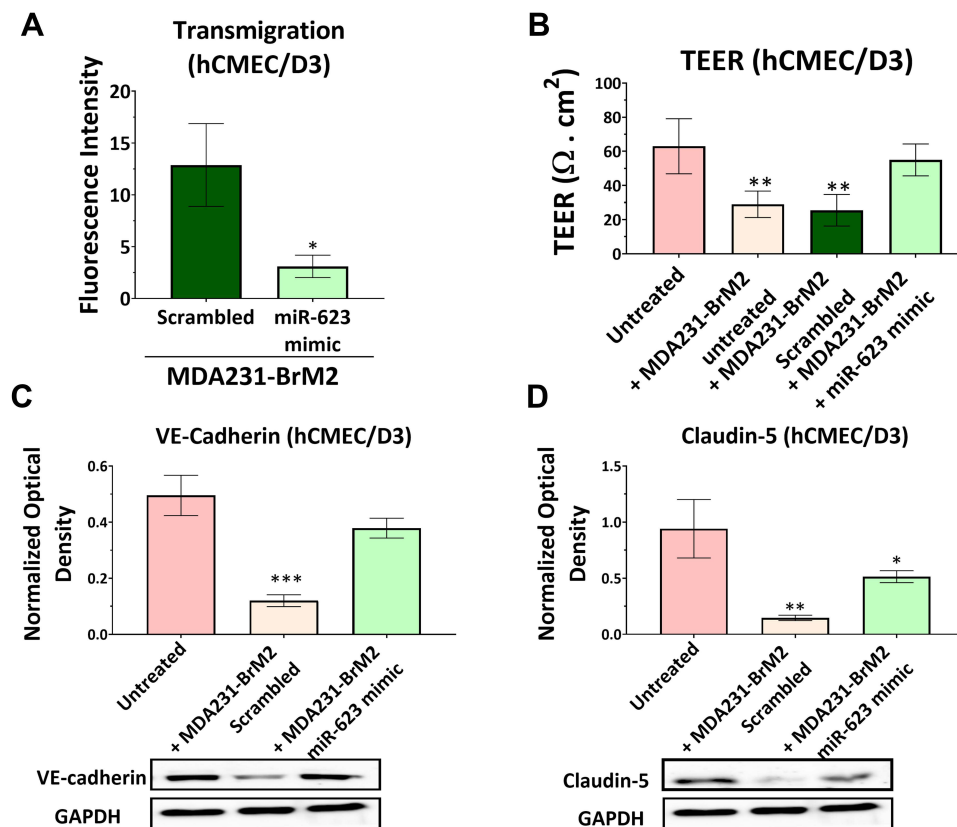 A
Transmigration
(hCMEC/D3)
Fluorescence Intensity
20
15
10
5
0
*
Scrambled
miR-623
mimic
MDA231-BrM2
B
TEER (hCMEC/D3)
TEER (Ω . cm²)
100
80
60
40
20
0
**
**
Untreated
+ MDA231-BrM2
untreated
+ MDA231-BrM2
Scrambled
+ MDA231-BrM2
+ miR-623 mimic
C
VE-Cadherin (hCMEC/D3)
Normalized Optical
Density
0.6
0.4
0.2
0.0
***
Untreated
+ MDA231-BrM2
Scrambled
+ MDA231-BrM2
miR-623 mimic
VE-cadherin
GAPDH
D
Claudin-5 (hCMEC/D3)
Normalized Optical
Density
1.5
1.0
0.5
0.0
**
*
Untreated
+ MDA231-BrM2
Scrambled
+ MDA231-BrM2
miR-623 mimic
Claudin-5
GAPDH